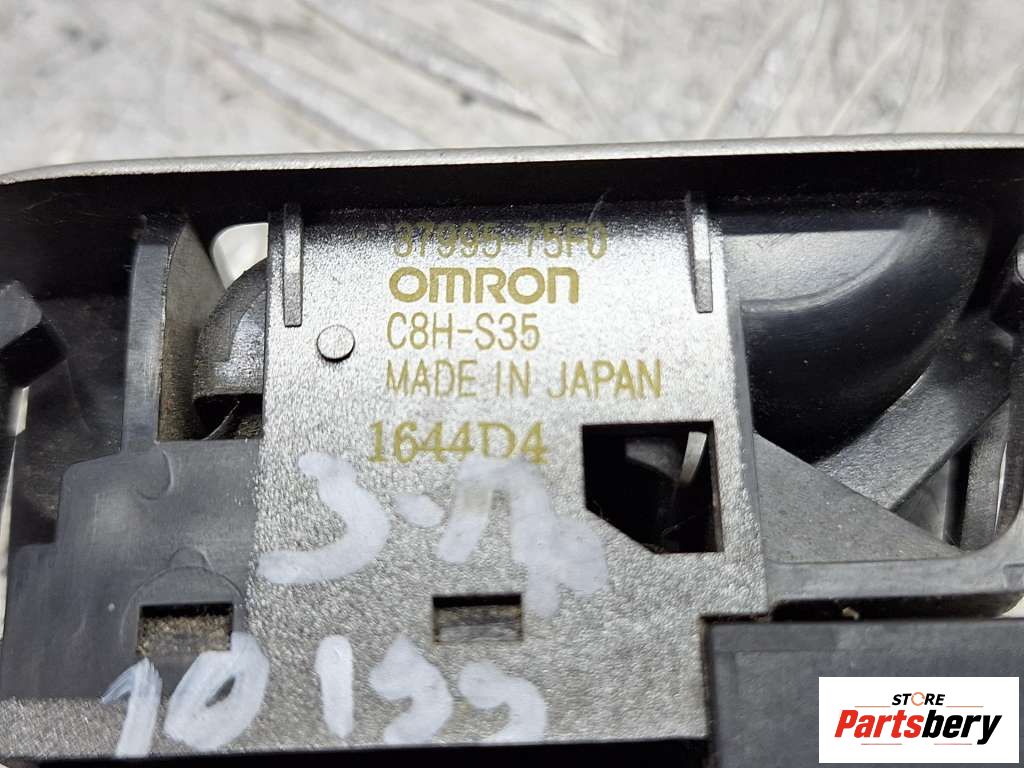 37995-75F0
OMRON
C8H-S35
MADE IN JAPAN
1644D4
STORE
Partsbery